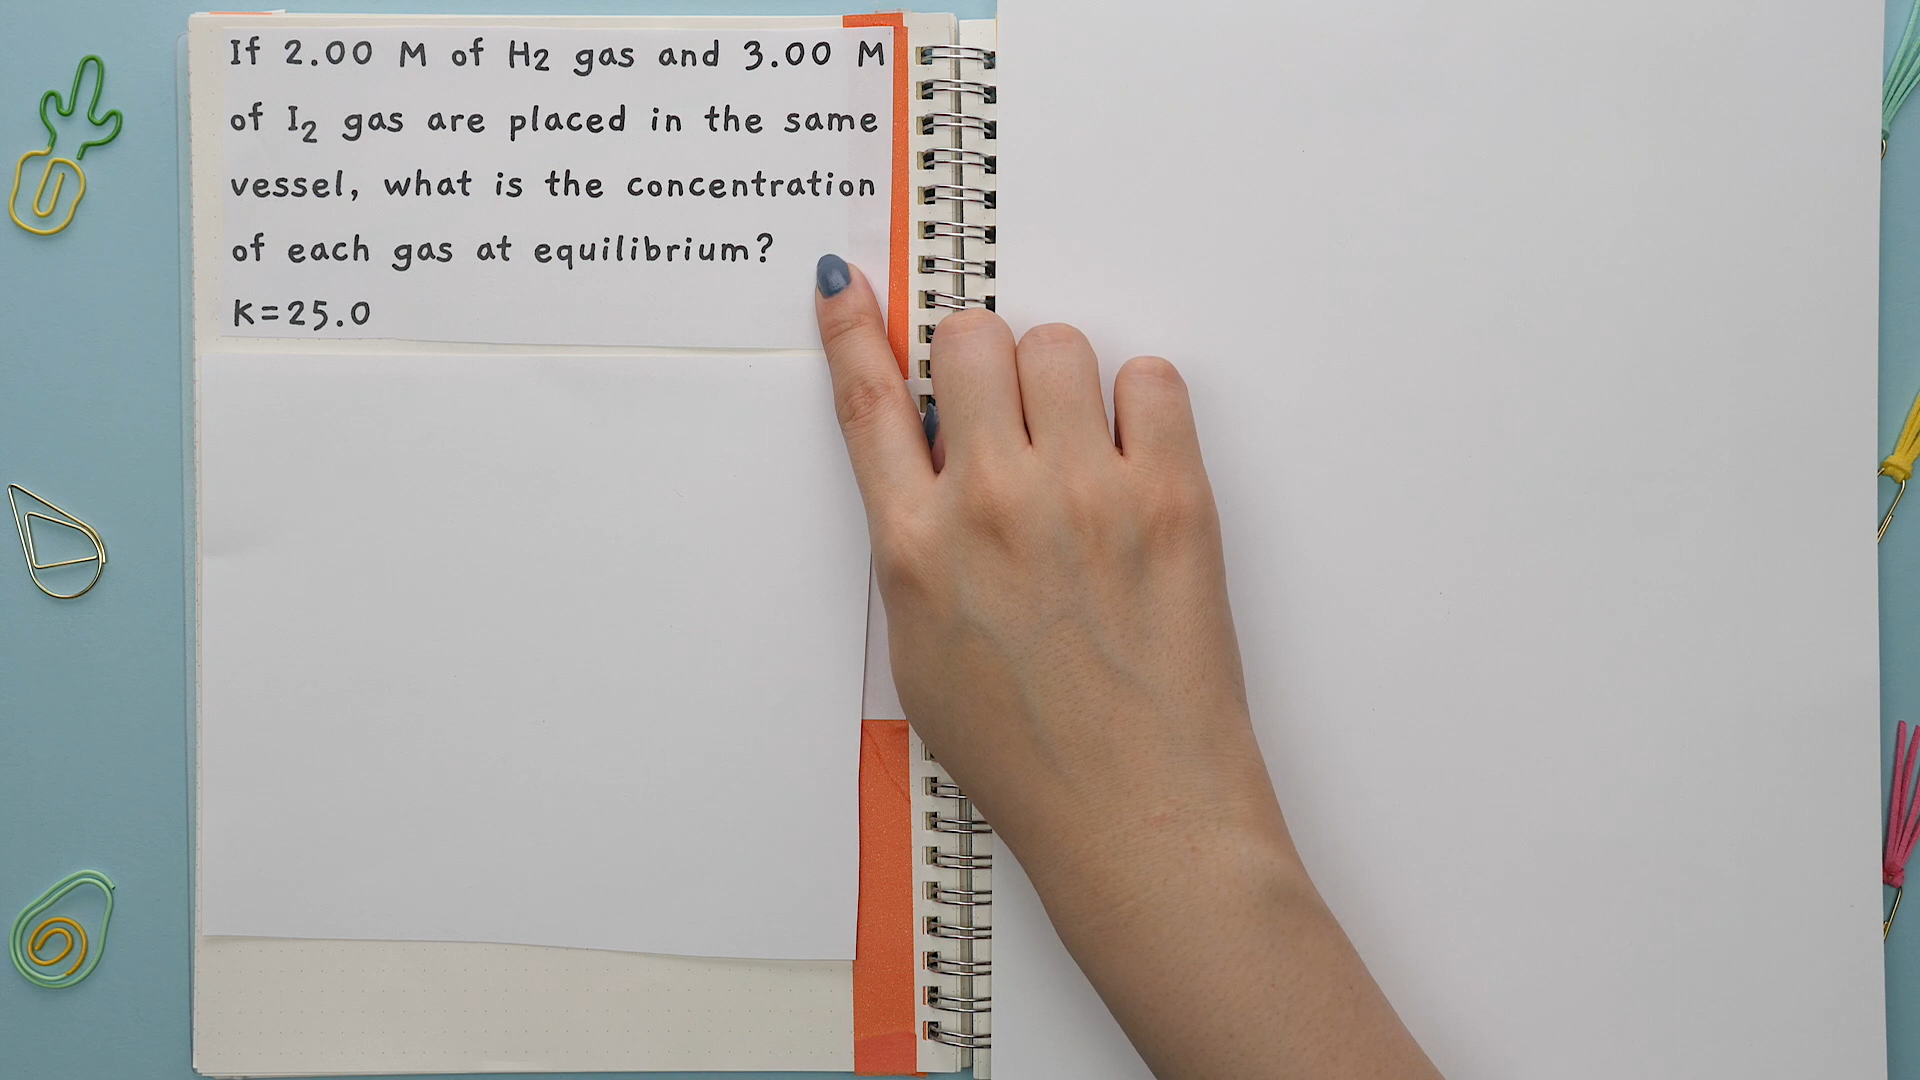 If 2.00 M of H2 gas and 3.00 M
of I2 gas are placed in the same
vessel, what is the concentration
of each gas at equilibrium?
K=25.0